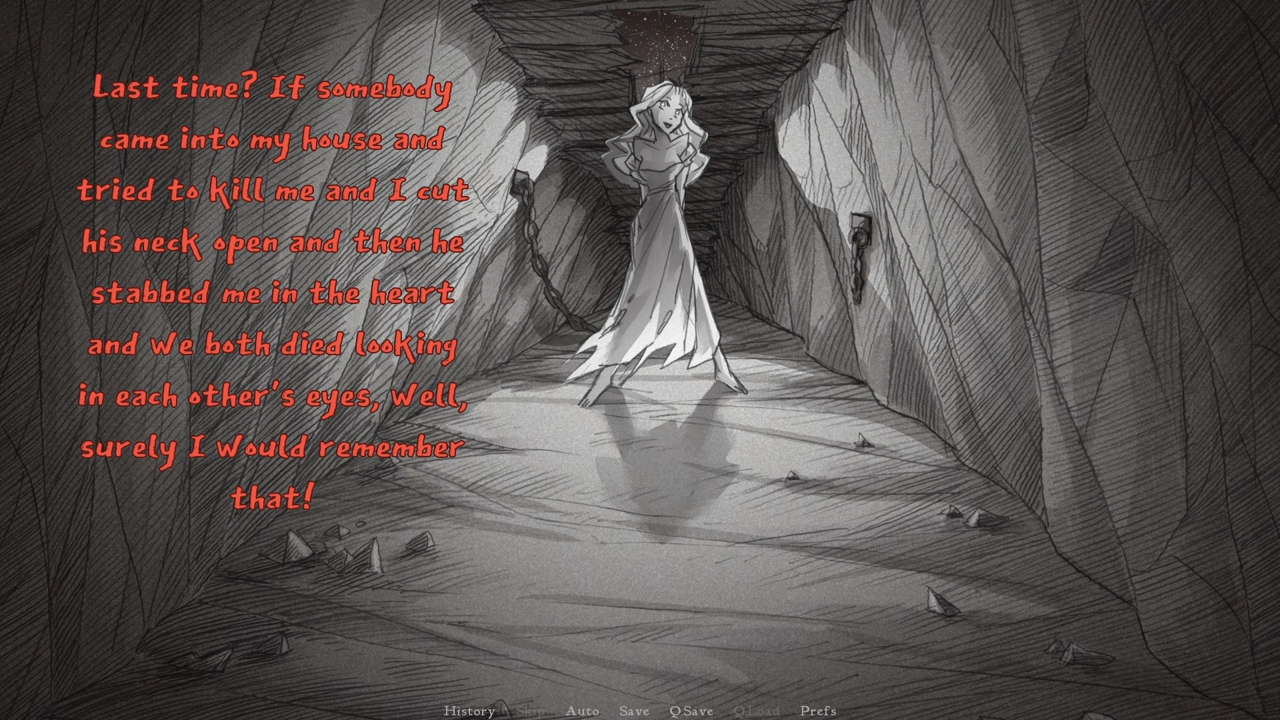 Last time? If somebody
came into my house and
tried to kill me and I cut
his neck open and then he
stabbed me in the heart
and we both died looking
in each other's eyes, well,
surely I would remember
that!
History Skip Auto Save Q.Save Q.Load Prefs